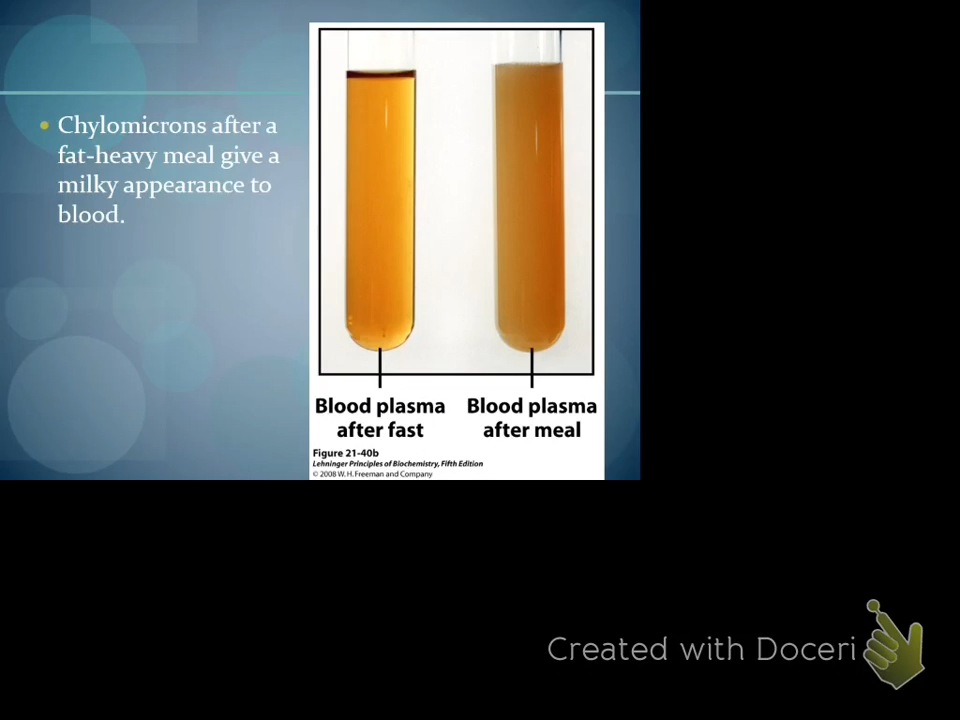 Chylomicrons after a
fat-heavy meal give a
milky appearance to
blood.
Blood plasma
after fast
Blood plasma
after meal
Figure 21-40b
Lehninger Principles of Biochemistry, Fifth Edition
© 2008 W. H. Freeman and Company
Created with Doceri